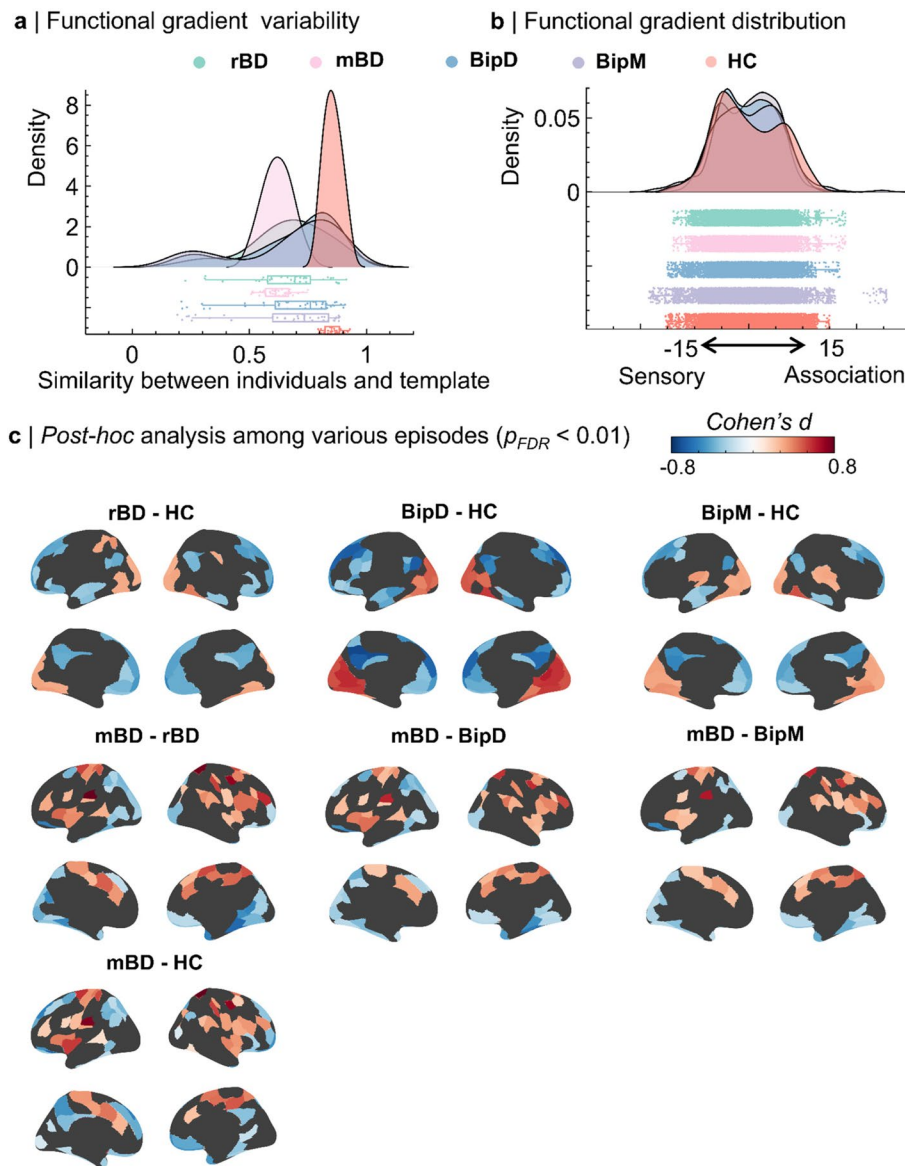 a | Functional gradient variability
b | Functional gradient distribution
rBD mBD BipD BipM HC
Density
8
6
4
2
0
0 0.5 1
Similarity between individuals and template
Density
0.05
0
-15 15
Sensory Association
c | Post-hoc analysis among various episodes (pFDR < 0.01)
Cohen's d
-0.8 0.8
rBD - HC BipD - HC BipM - HC
mBD - rBD mBD - BipD mBD - BipM
mBD - HC